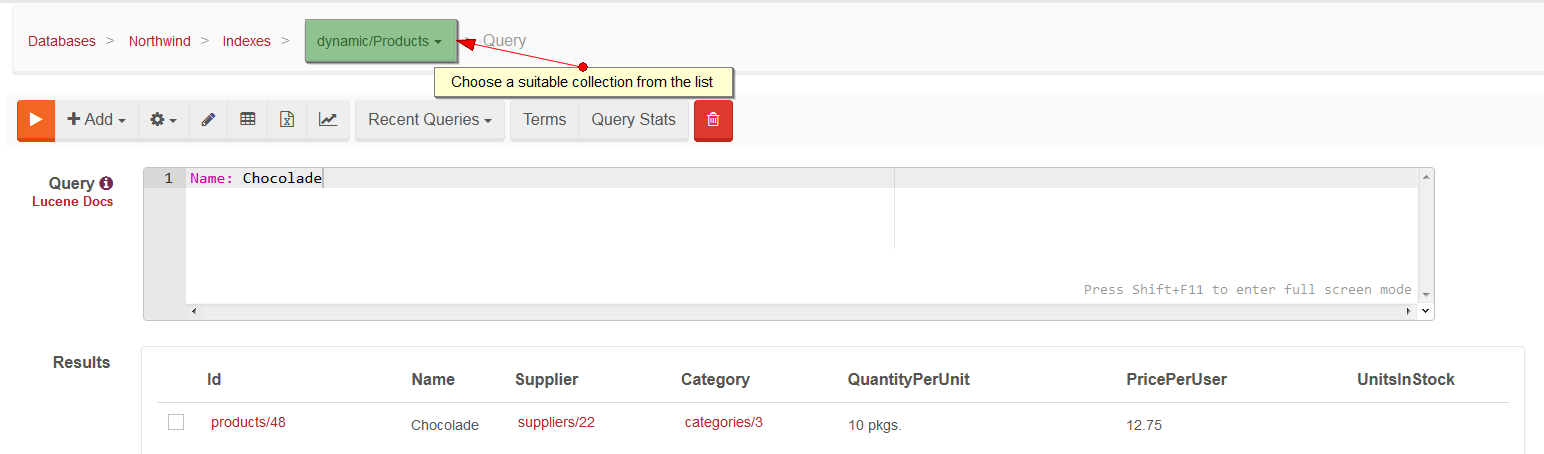 Databases > Northwind > Indexes > dynamic/Products > Query
Choose a suitable collection from the list
Add Recent Queries Terms Query Stats
Query 1 Name: Chocolade
Lucene Docs
Press Shift+F11 to enter full screen mode
Results
Id Name Supplier Category QuantityPerUnit PricePerUser UnitsInStock
products/48 Chocolade suppliers/22 categories/3 10 pkgs. 12.75